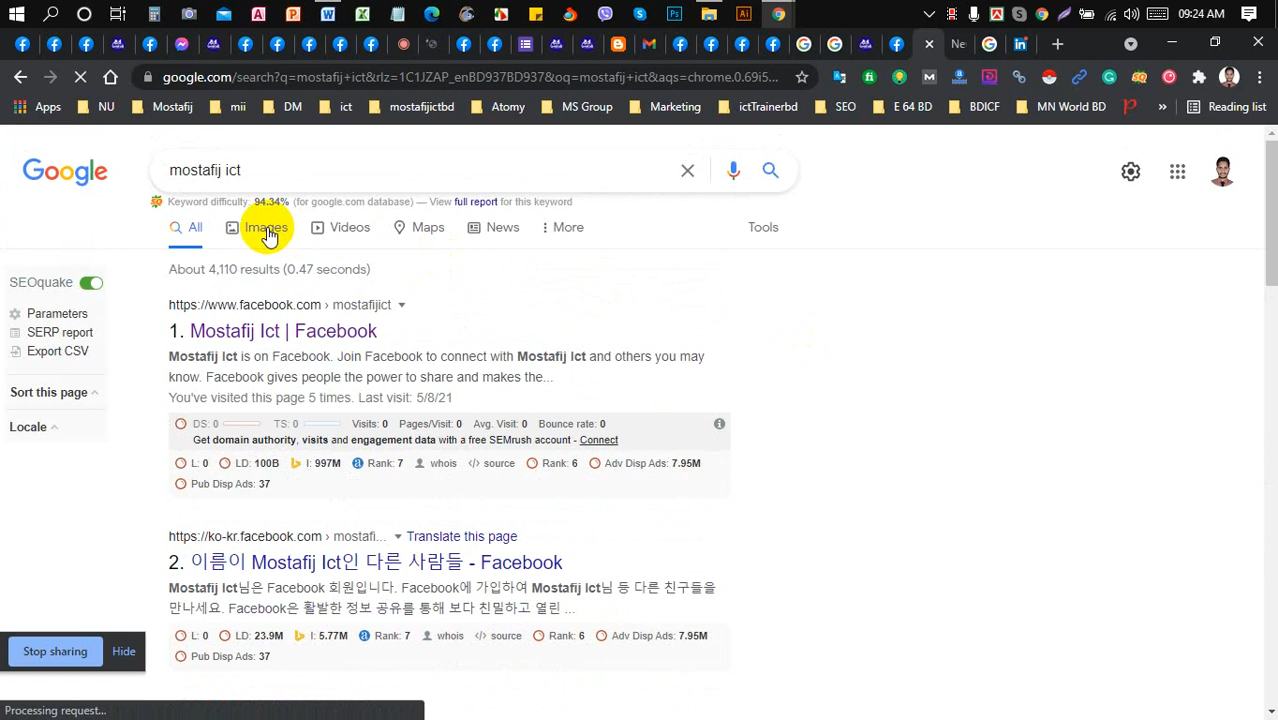 09:24 AM
Ne
google.com/search?q=mostafij+ict&rlz=1C1JZAP_enBD937BD937&oq=mostafij+ict&aqs=chrome.0.69i5...
Apps NU Mostafij mii DM ict mostafijictbd Atomy MS Group Marketing ictTrainerbd SEO E 64 BD BDICF MN World BD » Reading list
Google
mostafij ict
Keyword difficulty: 94.34% (for google.com database) — View full report for this keyword
All Images Videos Maps News More Tools
SEOquake
About 4,110 results (0.47 seconds)
Parameters
SERP report
Export CSV
Sort this page
Locale
https://www.facebook.com › mostafijict
1. Mostafij Ict | Facebook
Mostafij Ict is on Facebook. Join Facebook to connect with Mostafij Ict and others you may
know. Facebook gives people the power to share and makes the...
You've visited this page 5 times. Last visit: 5/8/21
DS: 0 TS: 0 Visits: 0 Pages/Visit: 0 Avg. Visit: 0 Bounce rate: 0
Get domain authority, visits and engagement data with a free SEMrush account - Connect
L: 0 LD: 100B I: 997M Rank: 7 whois </> source Rank: 6 Adv Disp Ads: 7.95M
Pub Disp Ads: 37
https://ko-kr.facebook.com › mostafi... Translate this page
2. 이름이 Mostafij Ict인 다른 사람들 - Facebook
Mostafij Ict님은 Facebook 회원입니다. Facebook에 가입하여 Mostafij Ict님 등 다른 친구들을
만나세요. Facebook은 활발한 정보 공유를 통해 보다 친밀하고 열린 ...
L: 0 LD: 23.9M I: 5.77M Rank: 7 whois </> source Rank: 6 Adv Disp Ads: 7.95M
Pub Disp Ads: 37
Stop sharing Hide
Processing request...